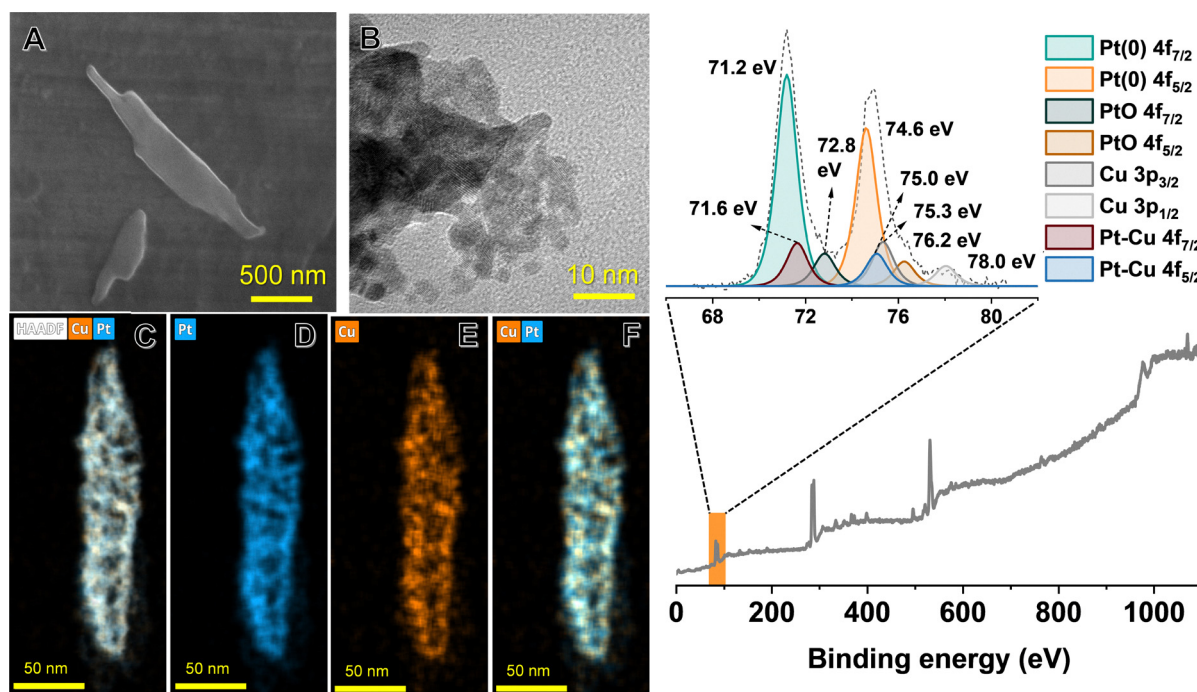 A
500 nm
B
10 nm
HAADF Cu Pt
C
50 nm
Pt
D
50 nm
Cu
E
50 nm
Cu Pt
F
50 nm
71.2 eV
72.8
eV
74.6 eV
75.0 eV
75.3 eV
71.6 eV
76.2 eV
78.0 eV
68 72 76 80
Pt(0) 4f7/2
Pt(0) 4f5/2
PtO 4f7/2
PtO 4f5/2
Cu 3p3/2
Cu 3p1/2
Pt-Cu 4f7/2
Pt-Cu 4f5/2
0 200 400 600 800 1000
Binding energy (eV)